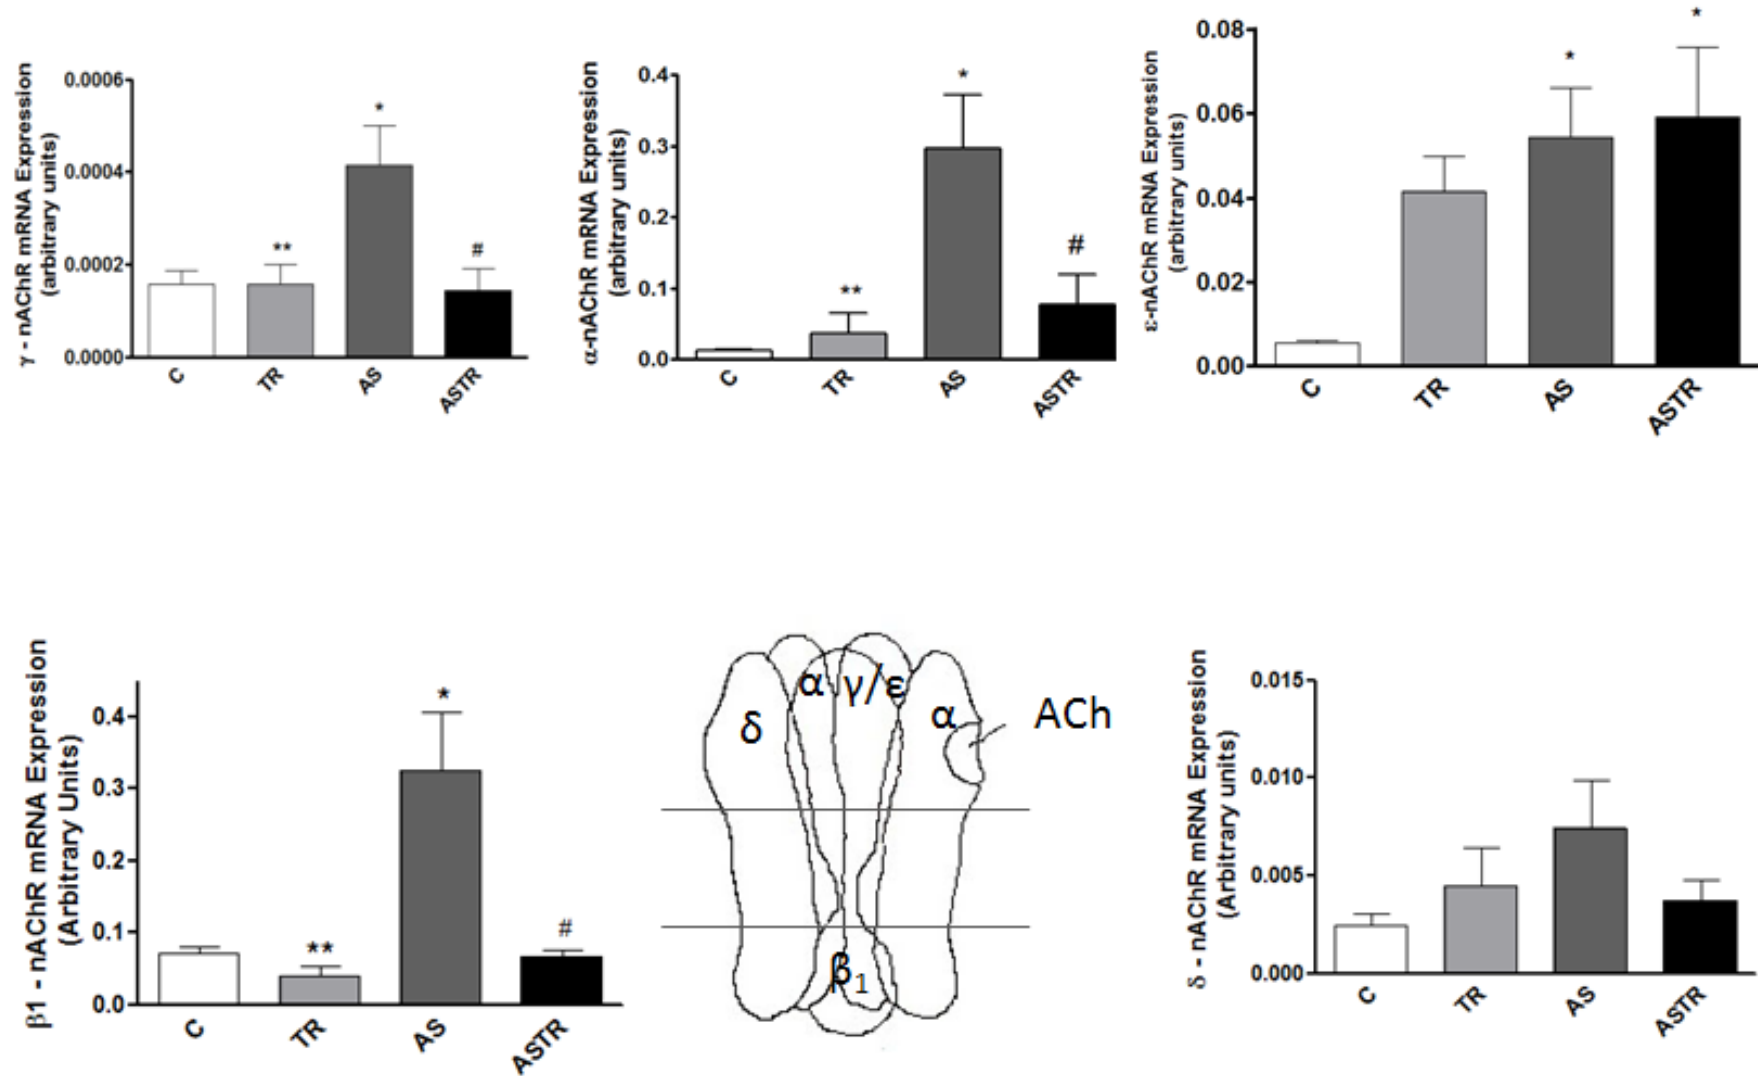 γ - nAChR mRNA Expression
(arbitrary units)
0.0006
0.0004
0.0002
0.0000
*
**
#
C
TR
AS
ASTR
α-nAChR mRNA Expression
(arbitrary units)
0.4
0.3
0.2
0.1
0.0
*
**
#
C
TR
AS
ASTR
ε-nAChR mRNA Expression
(arbitrary units)
0.08
0.06
0.04
0.02
0.00
*
*
C
TR
AS
ASTR
β1 - nAChR mRNA Expression
(Arbitrary Units)
0.4
0.3
0.2
0.1
0.0
*
**
#
C
TR
AS
ASTR
δ
α
γ/ε
α
ACh
β₁
δ - nAChR mRNA Expression
(Arbitrary units)
0.015
0.010
0.005
0.000
C
TR
AS
ASTR